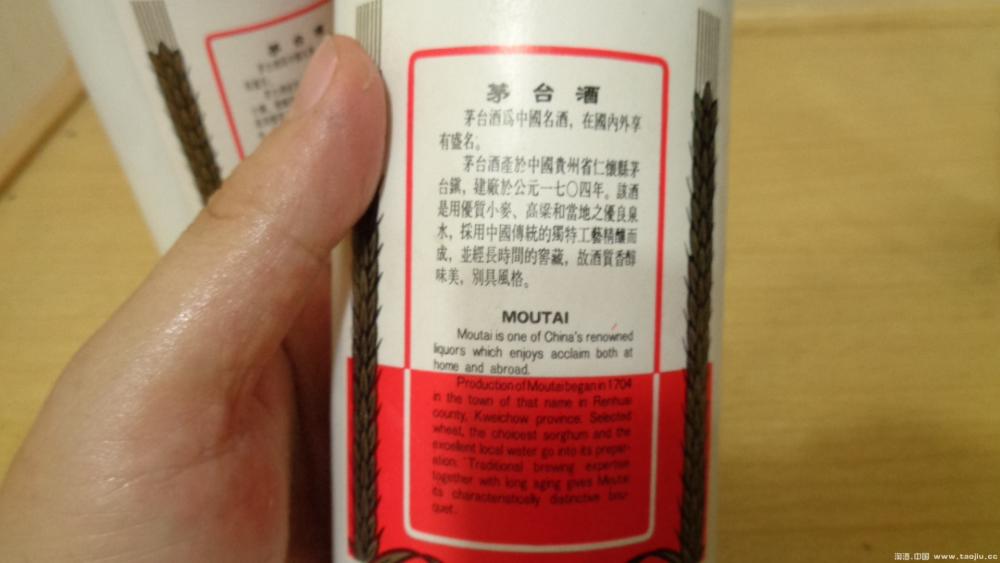 茅台酒
茅台酒爲中國名酒，在國內外享
有盛名。
茅台酒產於中國貴州省仁懷縣茅
台鎮，建廠於公元一七〇四年。該酒
是用優質小麥、高粱和當地之優良泉
水，採用中國傳統的獨特工藝精釀而
成，並經長時間的窖藏，故酒質香醇
味美，別具風格。
MOUTAI
Moutai is one of China's renowned
liquors which enjoys acclaim both at
home and abroad.
Production of Moutai began in 1704
in the town of that name in Renhuai
county, Kweichow province. Selected
wheat, the choicest sorghum and the
excellent local water go into its prepar-
ation. Traditional brewing expertise
together with long aging gives Moutai
its characteristically distinctive bou-
quet.
淘酒.中国 www.taojiu.cc